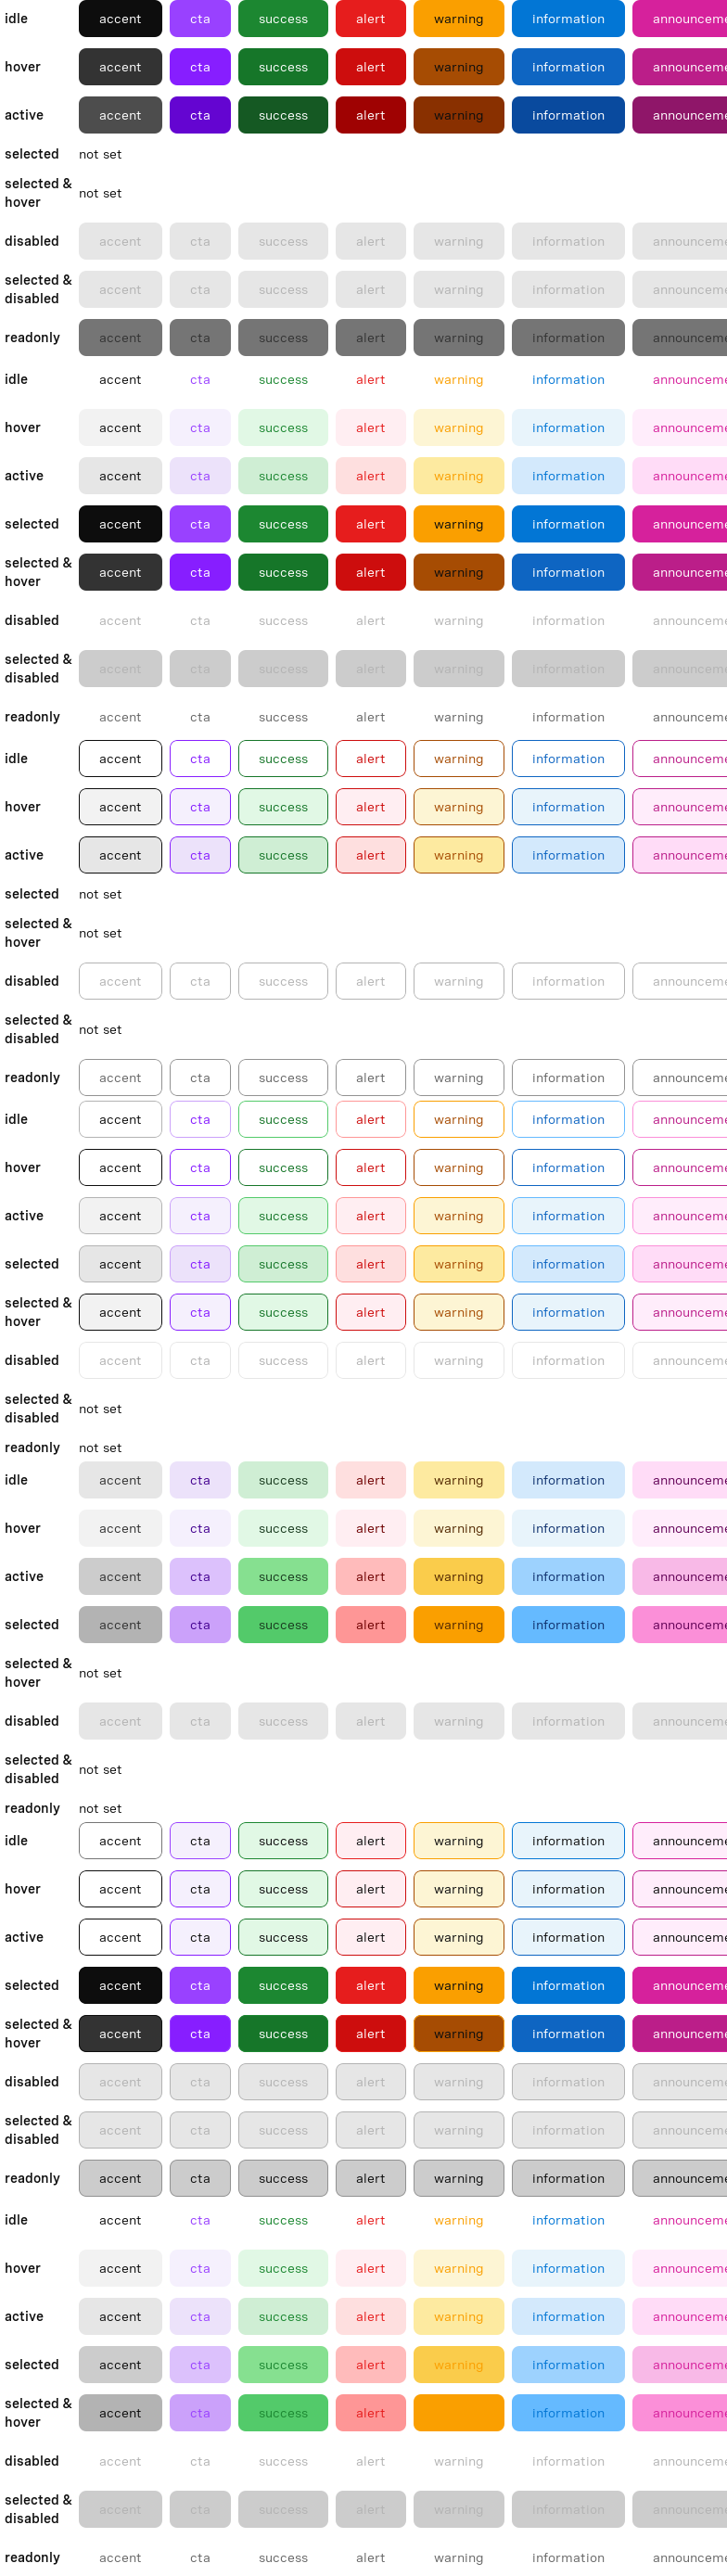 idle accent cta success alert warning information announceme
hover accent cta success alert warning information announceme
active accent cta success alert warning information announceme
selected not set
selected &
hover not set
disabled accent cta success alert warning information announceme
selected &
disabled accent cta success alert warning information announceme
readonly accent cta success alert warning information announceme
idle accent cta success alert warning information announceme
hover accent cta success alert warning information announceme
active accent cta success alert warning information announceme
selected accent cta success alert warning information announceme
selected &
hover accent cta success alert warning information announceme
disabled accent cta success alert warning information announceme
selected &
disabled accent cta success alert warning information announceme
readonly accent cta success alert warning information announceme
idle accent cta success alert warning information announceme
hover accent cta success alert warning information announceme
active accent cta success alert warning information announceme
selected not set
selected &
hover not set
disabled accent cta success alert warning information announceme
selected &
disabled not set
readonly accent cta success alert warning information announceme
idle accent cta success alert warning information announceme
hover accent cta success alert warning information announceme
active accent cta success alert warning information announceme
selected accent cta success alert warning information announceme
selected &
hover accent cta success alert warning information announceme
disabled accent cta success alert warning information announceme
selected &
disabled not set
readonly not set
idle accent cta success alert warning information announceme
hover accent cta success alert warning information announceme
active accent cta success alert warning information announceme
selected accent cta success alert warning information announceme
selected &
hover not set
disabled accent cta success alert warning information announceme
selected &
disabled not set
readonly not set
idle accent cta success alert warning information announceme
hover accent cta success alert warning information announceme
active accent cta success alert warning information announceme
selected accent cta success alert warning information announceme
selected &
hover accent cta success alert warning information announceme
disabled accent cta success alert warning information announceme
selected &
disabled accent cta success alert warning information announceme
readonly accent cta success alert warning information announceme
idle accent cta success alert warning information announceme
hover accent cta success alert warning information announceme
active accent cta success alert warning information announceme
selected accent cta success alert warning information announceme
selected &
hover accent cta success alert information announceme
disabled accent cta success alert warning information announceme
selected &
disabled accent cta success alert warning information announceme
readonly accent cta success alert warning information announceme